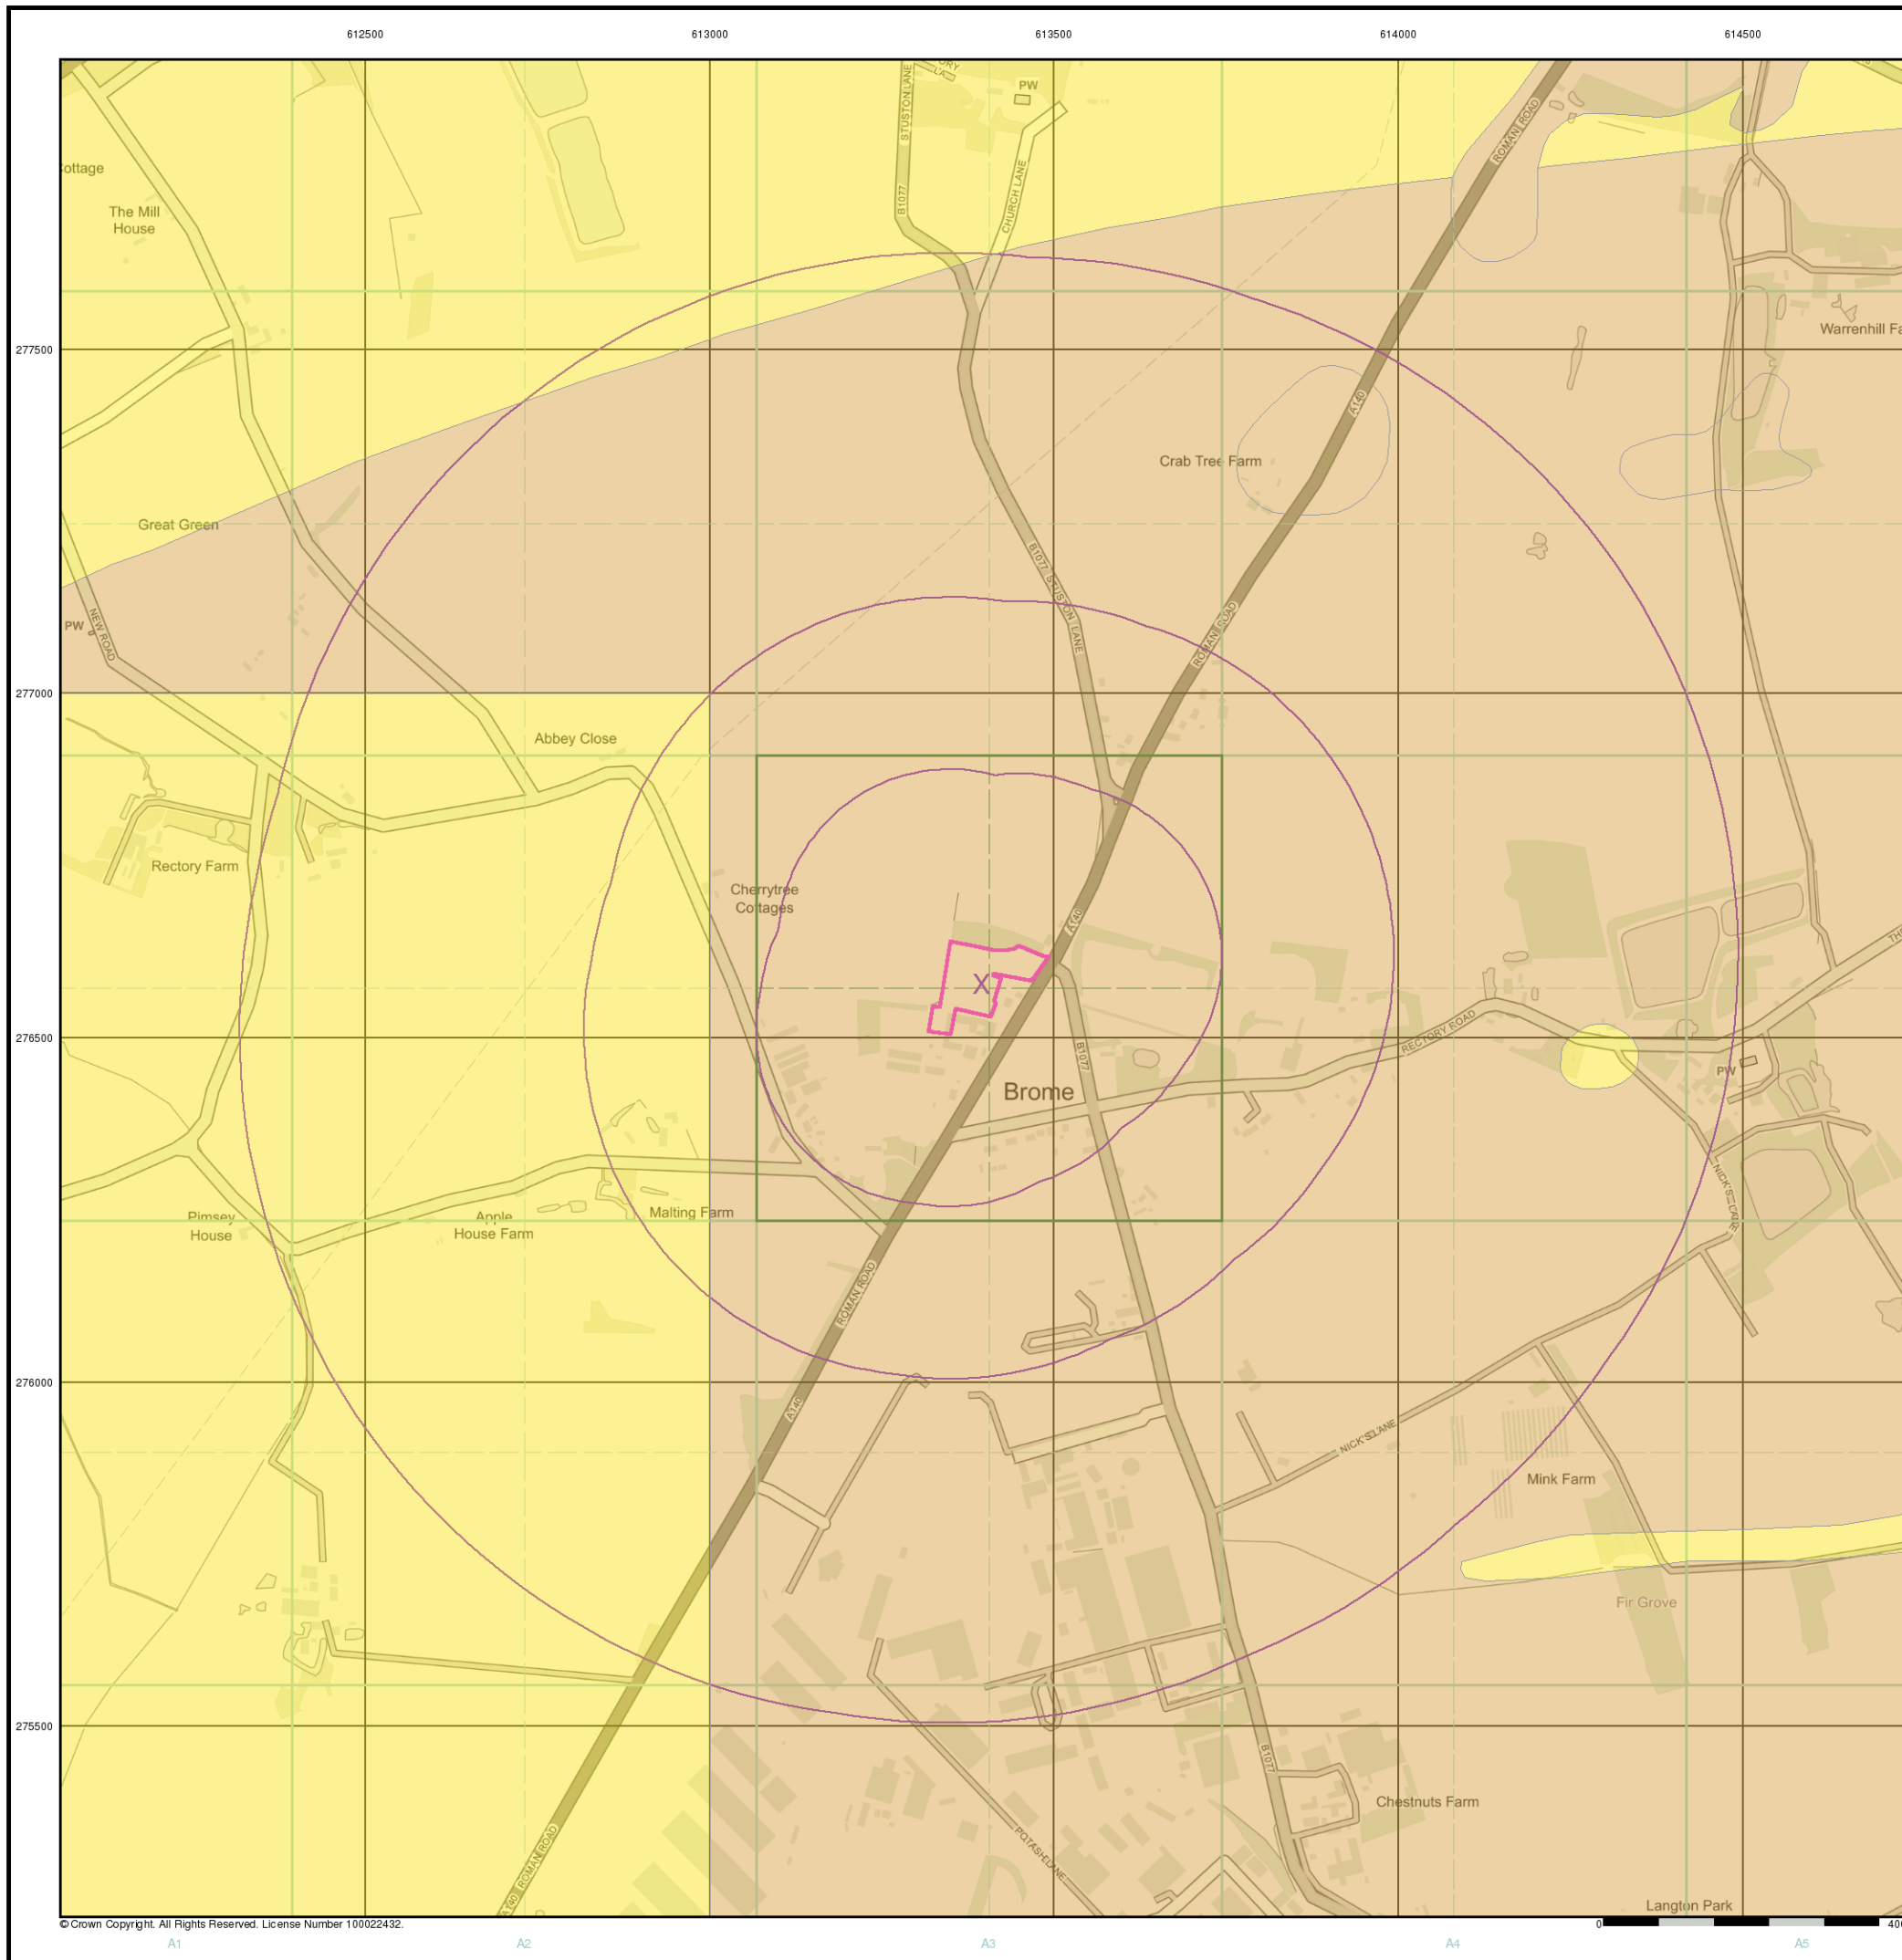 612500 613000 613500 614000 614500
STUSTON LANE
PW
ROMAN ROAD
The Mill
House
B1077
CHURCH LANE
Warrenhill
277500
A140
Crab Tree Farm
Great Green
B1077 STUSTON LANE
PW
NEW ROAD
ROMAN ROAD
277000
Abbey Close
Rectory Farm
Cherrytree
Cottages
A140
X
276500
B1077
RECTORY ROAD
PW
Brome
NICK'S LANE
Pimsey
House
Apple
House Farm
Malting Farm
ROMAN ROAD
276000
A140
NICK'S LANE
Mink Farm
Fir Grove
275500
B1077
Chestnuts Farm
POTASH LANE
A140 ROMAN ROAD
Langton Park
© Crown Copyright. All Rights Reserved. License Number 100022432.
0
A1 A2 A3 A4 A5